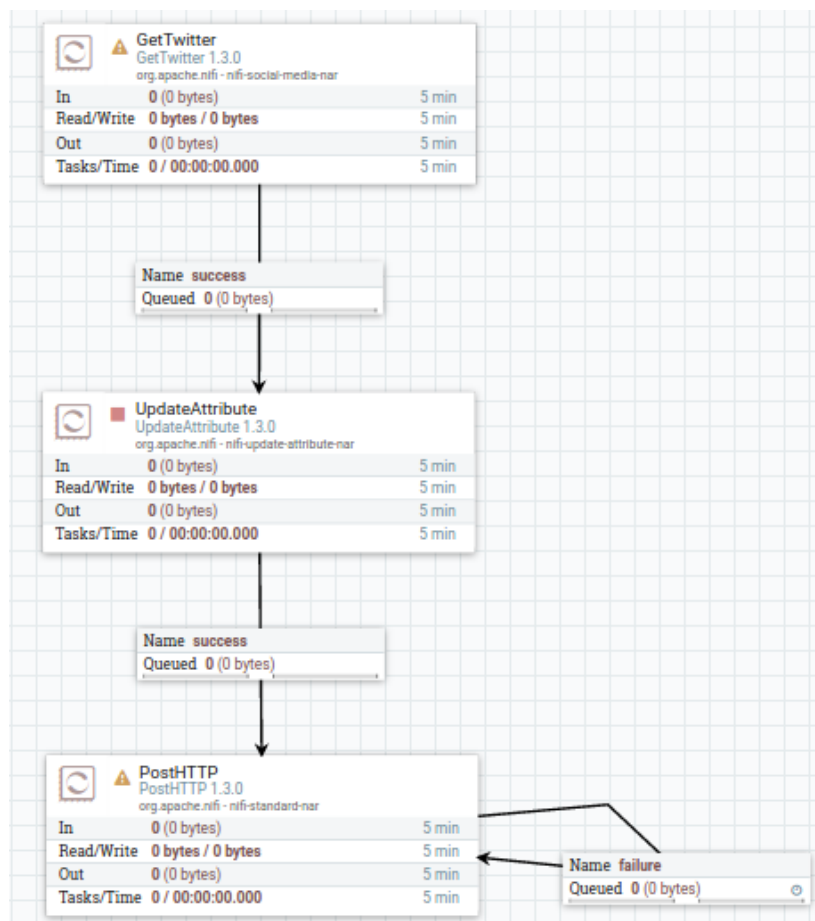 GetTwitter
GetTwitter 1.3.0
org.apache.nifi - nifi-social-media-nar
In 0 (0 bytes) 5 min
Read/Write 0 bytes / 0 bytes 5 min
Out 0 (0 bytes) 5 min
Tasks/Time 0 / 00:00:00.000 5 min
Name success
Queued 0 (0 bytes)
UpdateAttribute
UpdateAttribute 1.3.0
org.apache.nifi - nifi-update-attribute-nar
In 0 (0 bytes) 5 min
Read/Write 0 bytes / 0 bytes 5 min
Out 0 (0 bytes) 5 min
Tasks/Time 0 / 00:00:00.000 5 min
Name success
Queued 0 (0 bytes)
PostHTTP
PostHTTP 1.3.0
org.apache.nifi - nifi-standard-nar
In 0 (0 bytes) 5 min
Read/Write 0 bytes / 0 bytes 5 min
Out 0 (0 bytes) 5 min
Tasks/Time 0 / 00:00:00.000 5 min
Name failure
Queued 0 (0 bytes)